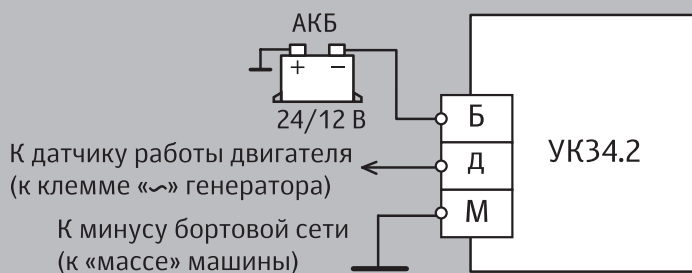 АКБ
+ −
24/12 В
Б
К датчику работы двигателя
(к клемме «~» генератора)
Д
УК34.2
М
К минусу бортовой сети
(к «массе» машины)